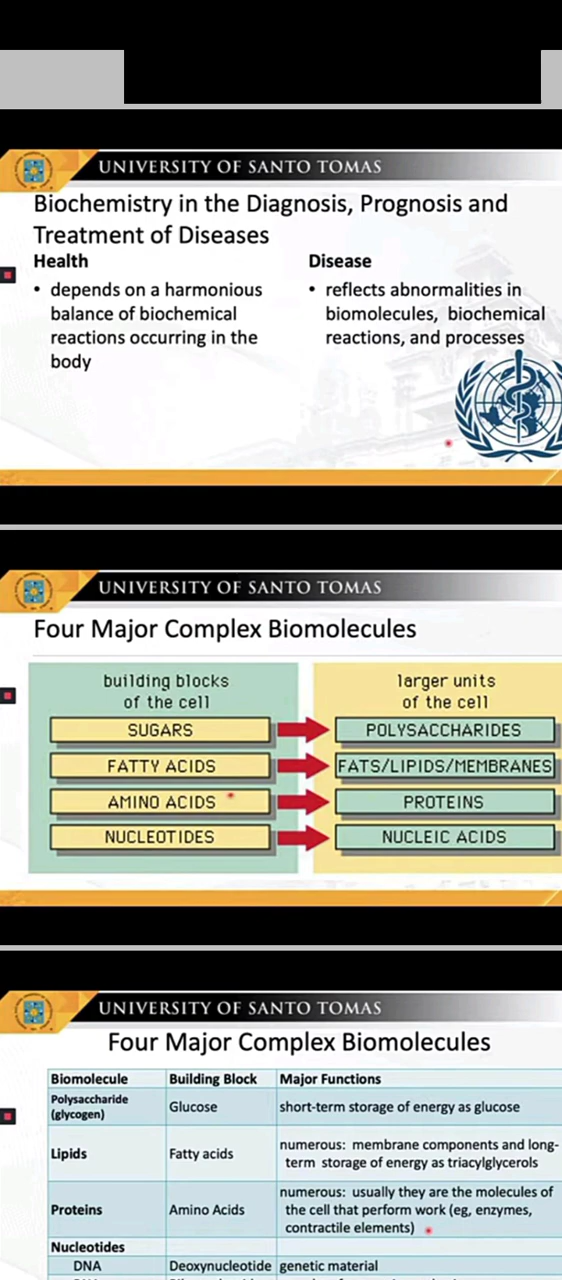 UNIVERSITY OF SANTO TOMAS
Biochemistry in the Diagnosis, Prognosis and
Treatment of Diseases
Health
• depends on a harmonious
balance of biochemical
reactions occurring in the
body
Disease
• reflects abnormalities in
biomolecules, biochemical
reactions, and processes
UNIVERSITY OF SANTO TOMAS
Four Major Complex Biomolecules
building blocks
of the cell
larger units
of the cell
SUGARS POLYSACCHARIDES
FATTY ACIDS FATS/LIPIDS/MEMBRANES
AMINO ACIDS PROTEINS
NUCLEOTIDES NUCLEIC ACIDS
UNIVERSITY OF SANTO TOMAS
Four Major Complex Biomolecules
Biomolecule Building Block Major Functions
Polysaccharide
(glycogen) Glucose short-term storage of energy as glucose
Lipids Fatty acids numerous: membrane components and long-
term storage of energy as triacylglycerols
Proteins Amino Acids numerous: usually they are the molecules of
the cell that perform work (eg, enzymes,
contractile elements)
Nucleotides
DNA Deoxynucleotide genetic material